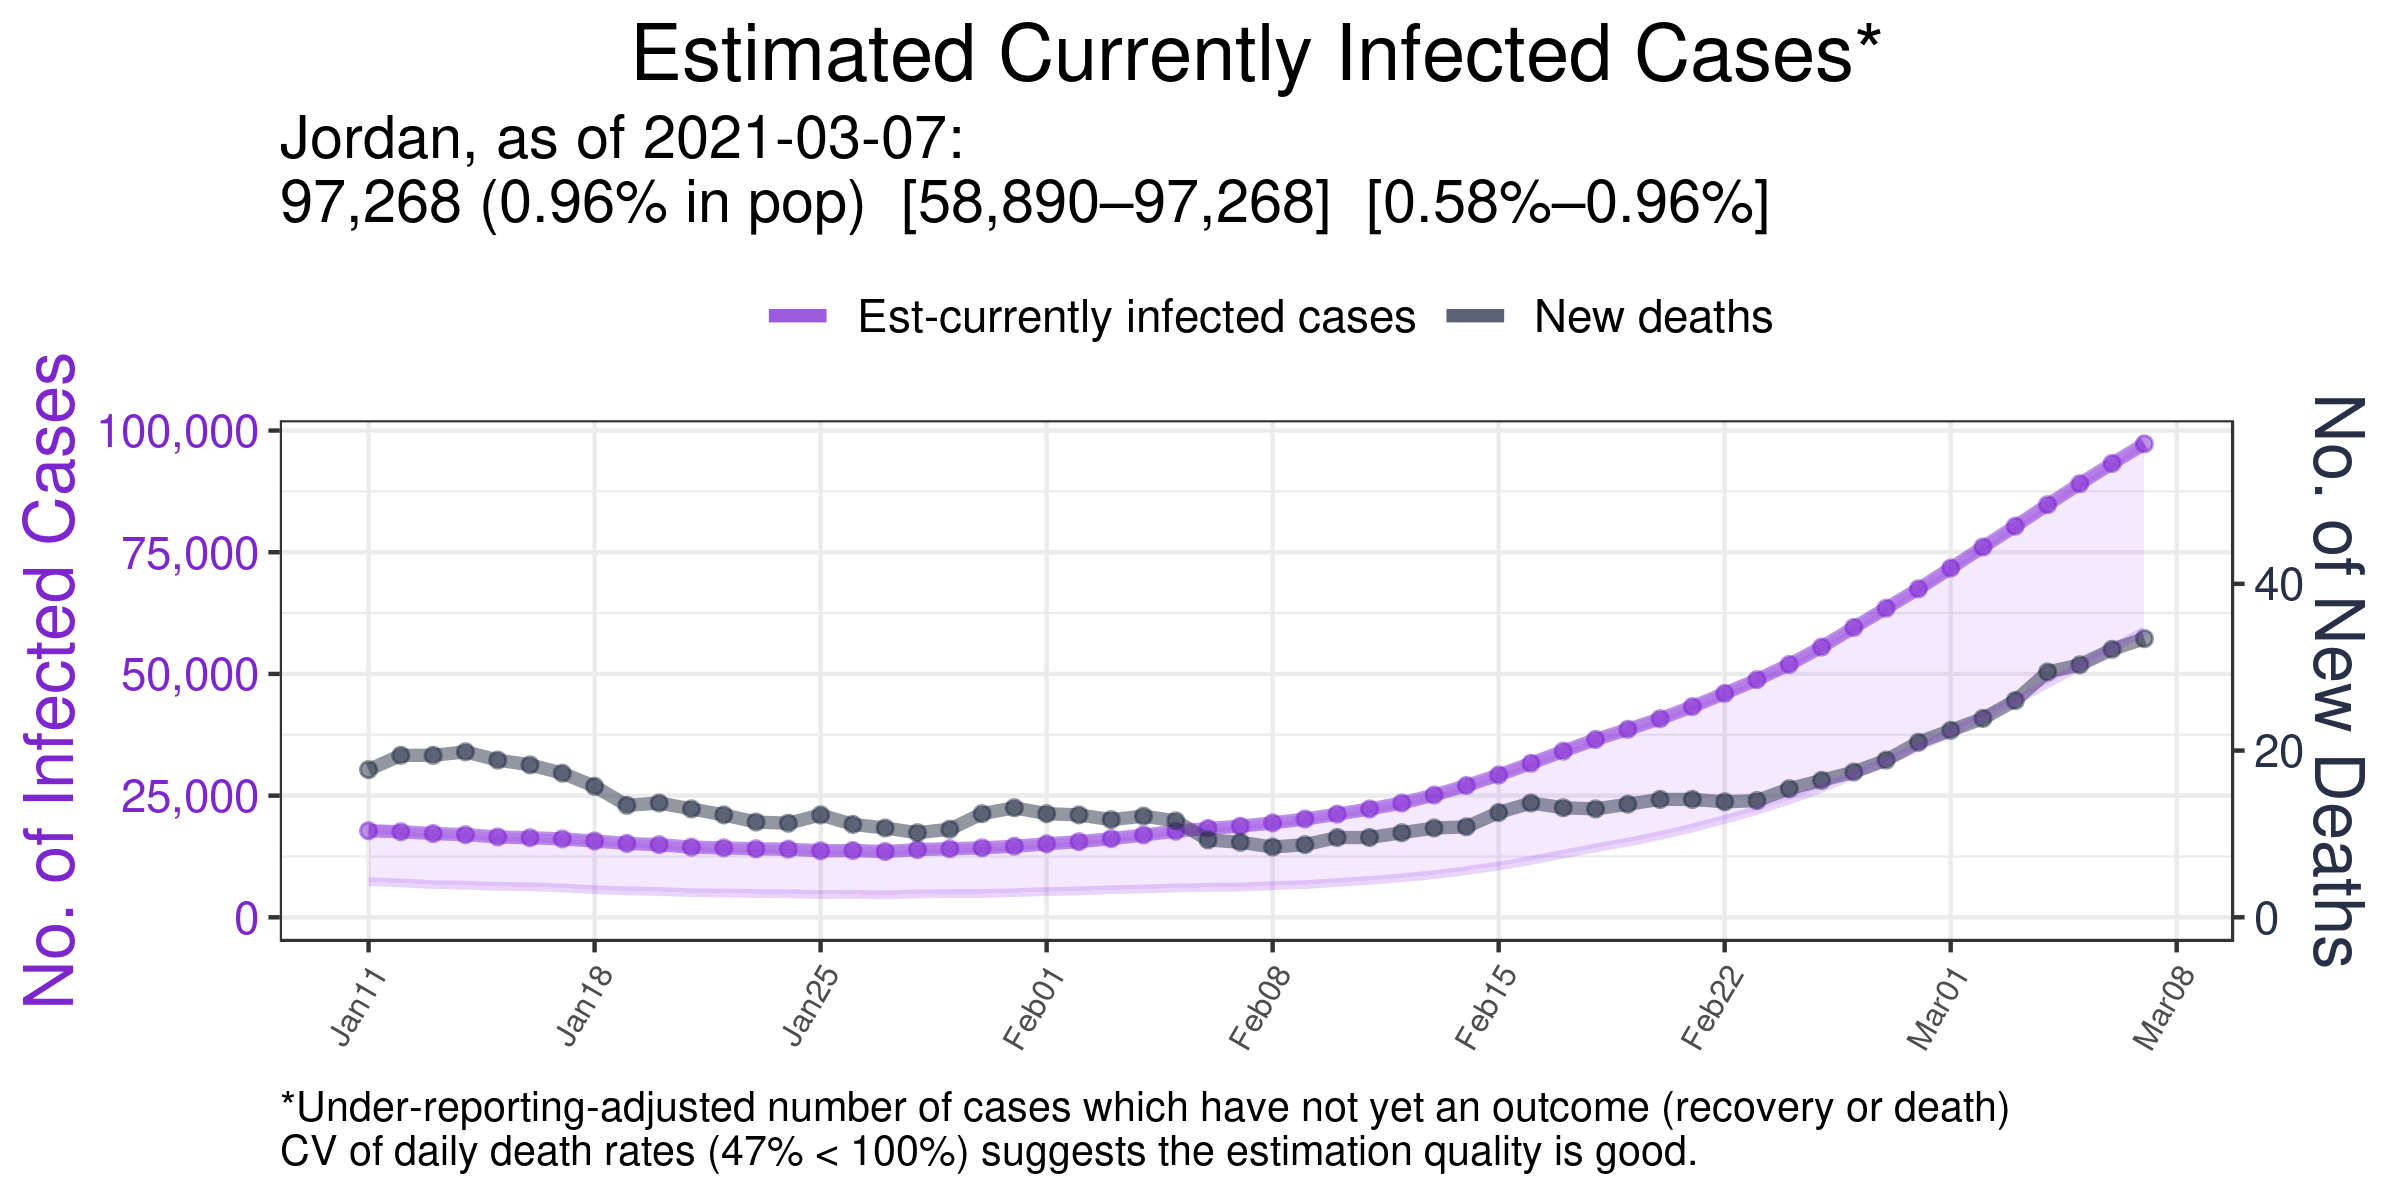 Estimated Currently Infected Cases*
Jordan, as of 2021-03-07:
97,268 (0.96% in pop)  [58,890–97,268]  [0.58%–0.96%]
Est-currently infected cases
New deaths
No. of Infected Cases
100,000
75,000
50,000
25,000
0
40
20
0
No. of New Deaths
Jan11
Jan18
Jan25
Feb01
Feb08
Feb15
Feb22
Mar01
Mar08
*Under-reporting-adjusted number of cases which have not yet an outcome (recovery or death)
CV of daily death rates (47% < 100%) suggests the estimation quality is good.